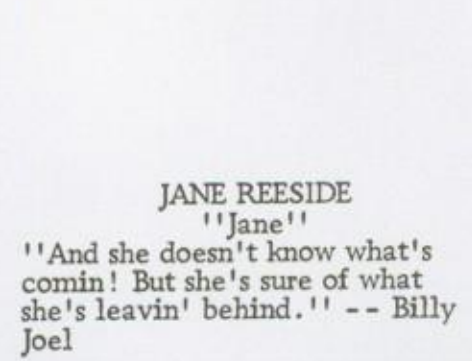 JANE REESIDE
''Jane''
''And she doesn't know what's
comin! But she's sure of what
she's leavin' behind.'' -- Billy
Joel